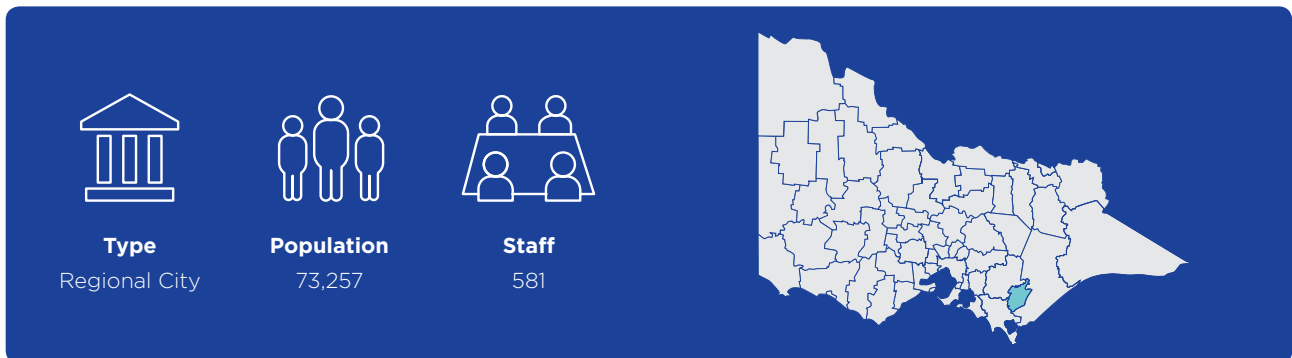 Type
Regional City
Population
73,257
Staff
581